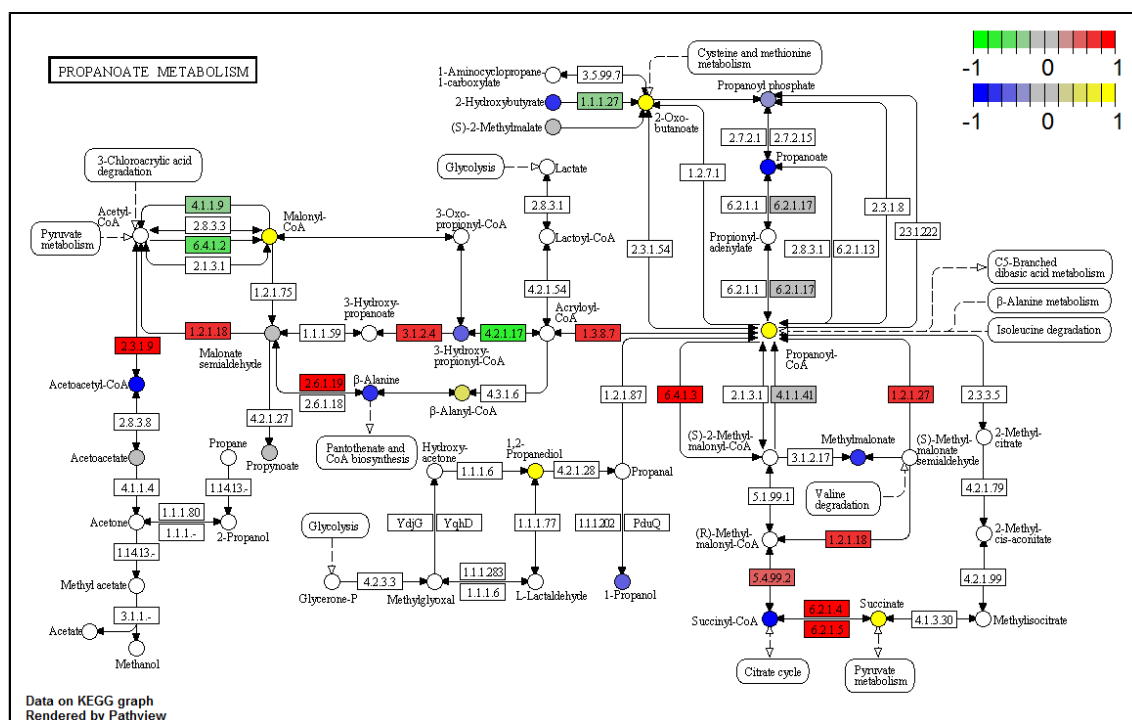 PROPANOATE METABOLISM
-1 0 1
-1 0 1
Cysteine and methionine
metabolism
1-Aminocyclopropane
1-carboxylate
3.5.99.7
2-Hydroxybutyrate
1.1.1.27
2-Oxo-
butanoate
Propanoyl phosphate
(S)-2-Methylmalate
2.7.2.1
2.7.2.15
3-Chloroacrylic acid
degradation
Glycolysis
Lactate
Propanoate
1.2.7.1
4.1.1.9
Acetyl-
CoA
2.8.3.3
Malonyl-
CoA
2.8.3.1
6.2.1.1
6.2.1.17
2.3.1.8
Pyruvate
metabolism
6.4.1.2
3-Oxo-
propionyl-CoA
Lactoyl-CoA
Propionyl-
adenylate
2.3.1.222
2.1.3.1
2.3.1.54
2.8.3.1
6.2.1.13
C5-Branched
dibasic acid metabolism
1.2.1.75
4.2.1.54
6.2.1.1
6.2.1.17
β-Alanine metabolism
3-Hydroxy-
propanoate
Acryloyl-
CoA
Isoleucine degradation
1.2.1.18
1.1.1.59
3.1.2.4
4.2.1.17
1.3.8.7
2.3.1.9
Malonate
semialdehyde
3-Hydroxy-
propionyl-CoA
Propanoyl-
CoA
Acetoacetyl-CoA
2.6.1.19
2.6.1.18
β-Alanine
β-Alanyl-CoA
4.3.1.6
1.2.1.87
6.4.1.3
2.1.3.1
4.1.1.41
1.2.1.27
2.3.3.5
2.8.3.8
4.2.1.27
Pantothenate and
CoA biosynthesis
Hydroxy-
acetone
1,2-
Propanediol
(S)-2-Methyl-
malonyl-CoA
Methylmalonate
(S)-Methyl-
malonate
semialdehyde
2-Methyl-
citrate
Acetoacetate
Propane
Propynoate
1.1.1.6
4.2.1.28
Propanal
3.1.2.17
4.1.1.4
1.14.13.-
5.1.99.1
Valine
degradation
4.2.1.79
Acetone
1.1.1.80
1.1.1.-
2-Propanol
Glycolysis
YdjG
YqhD
1.1.1.77
1.1.1.202
PduQ
(R)-Methyl-
malonyl-CoA
1.2.1.18
2-Methyl-
cis-aconitate
1.14.13.-
Methyl acetate
4.2.3.3
1.1.1.283
1.1.1.6
5.4.99.2
4.2.1.99
Glycerone-P
Methylglyoxal
L-Lactaldehyde
1-Propanol
3.1.1.-
Acetate
Methanol
Succinyl-CoA
6.2.1.4
6.2.1.5
Succinate
4.1.3.30
Methylisocitrate
Citrate cycle
Pyruvate
metabolism
Data on KEGG graph
Rendered by Pathview